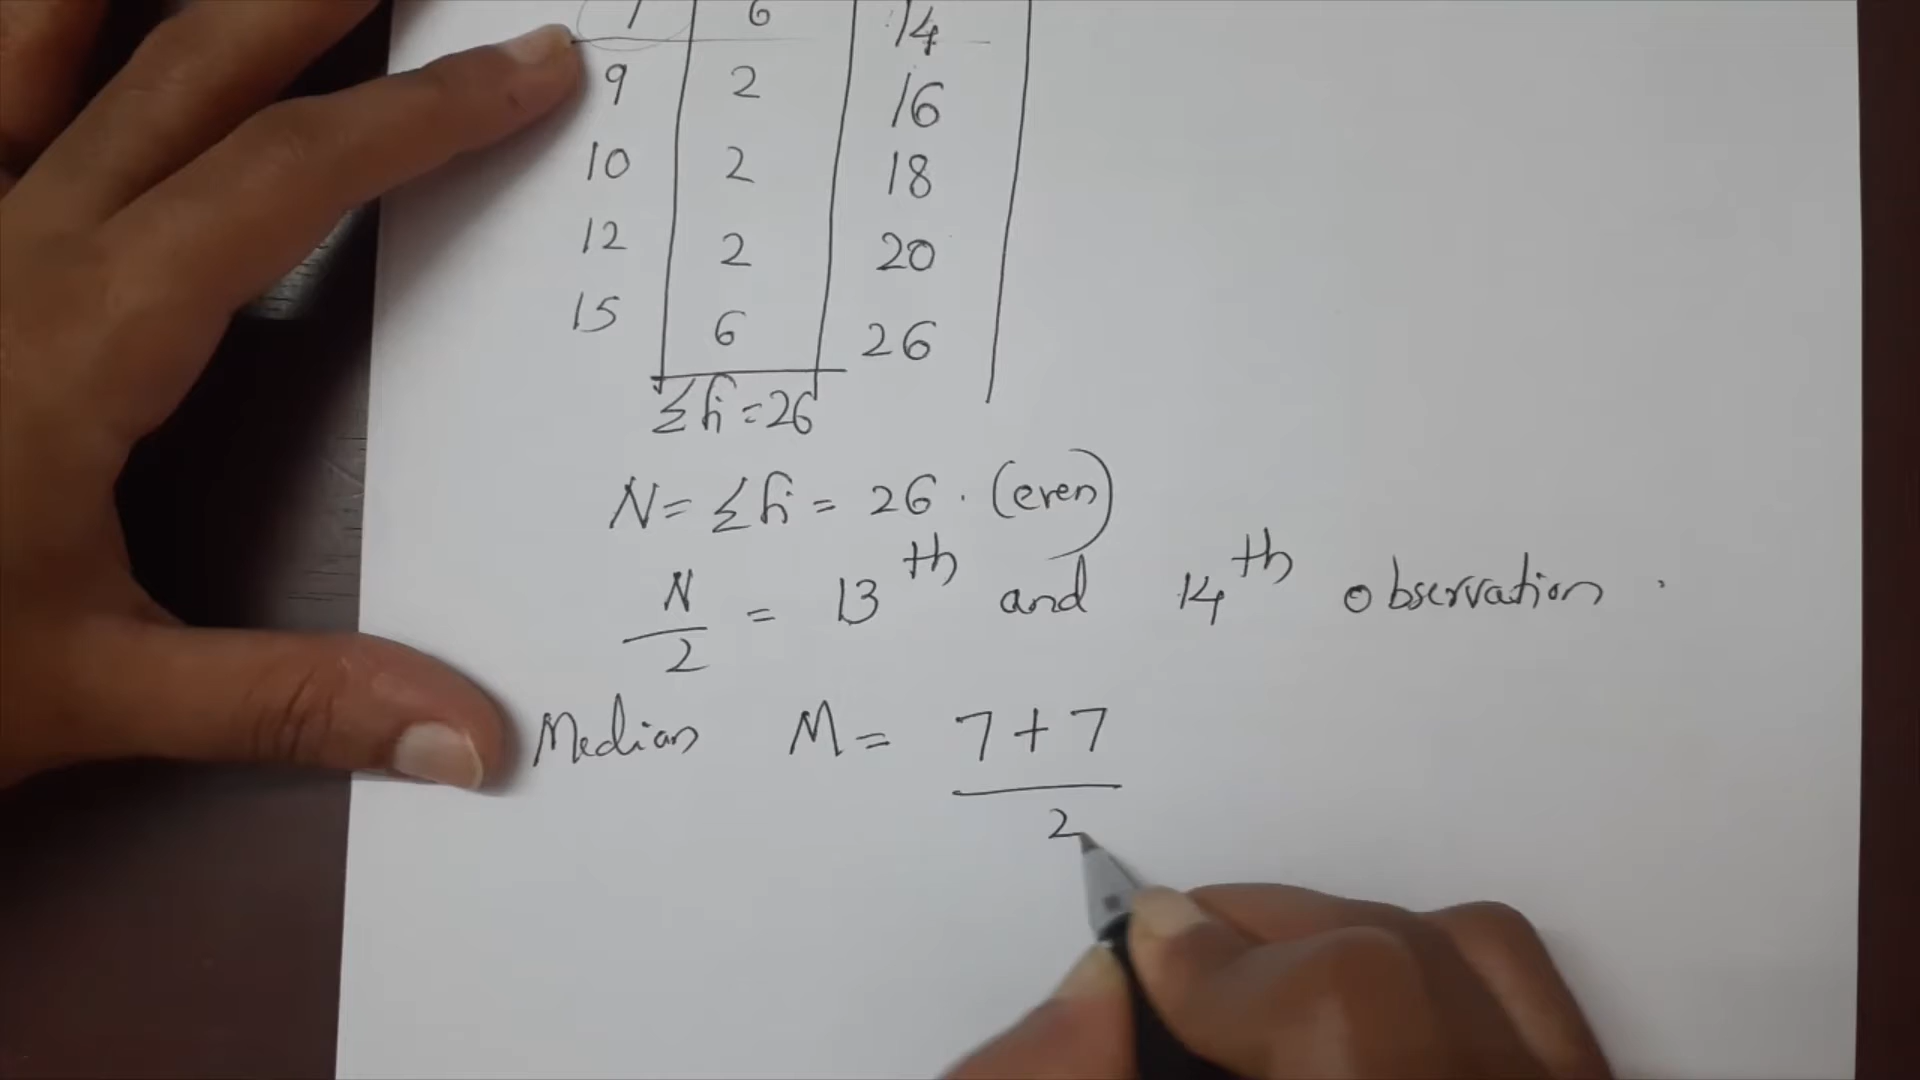 7 6 14
9 2 16
10 2 18
12 2 20
15 6 26
Σfi=26
N= Σfi = 26. (even)
N/2 = 13th and 14th observation.
Median M= 7+7
2